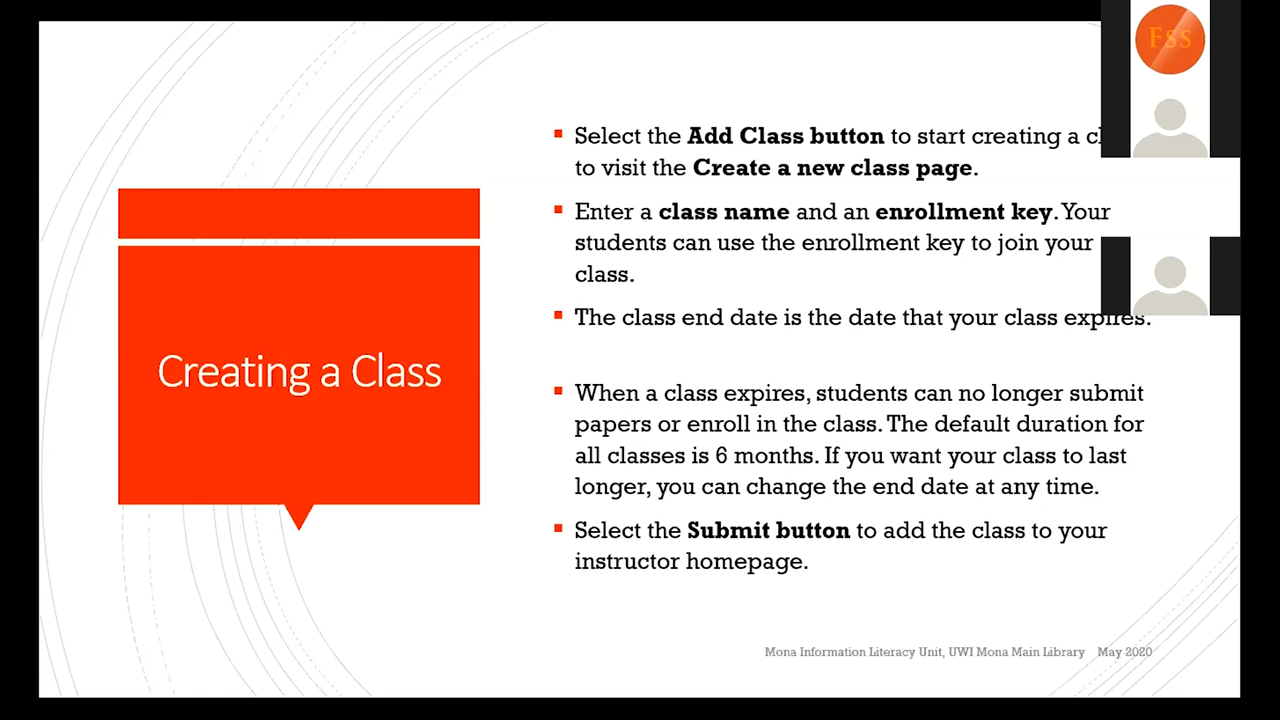 Fss
Select the Add Class button to start creating a
to visit the Create a new class page.
Enter a class name and an enrollment key. Your
students can use the enrollment key to join your
class.
The class end date is the date that your class expires.
Creating a Class
When a class expires, students can no longer submit
papers or enroll in the class. The default duration for
all classes is 6 months. If you want your class to last
longer, you can change the end date at any time.
Select the Submit button to add the class to your
instructor homepage.
Mona Information Literacy Unit, UWI Mona Main Library May 2020